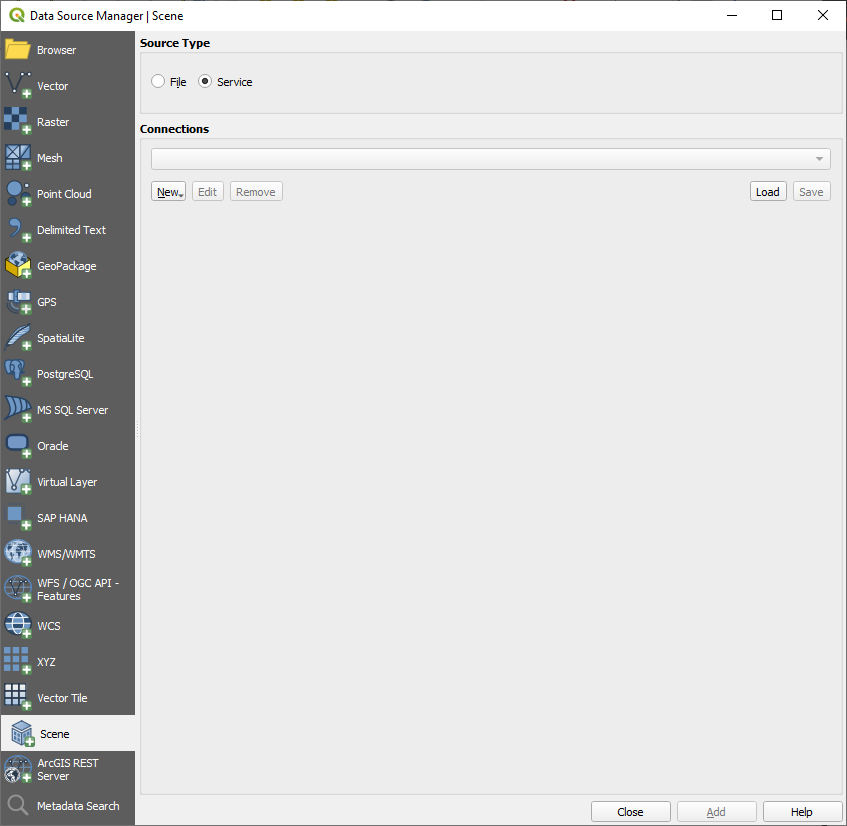 Data Source Manager | Scene
Browser
Vector
Raster
Mesh
Point Cloud
Delimited Text
GeoPackage
GPS
SpatiaLite
PostgreSQL
MS SQL Server
Oracle
Virtual Layer
SAP HANA
WMS/WMTS
WFS / OGC API -
Features
WCS
XYZ
Vector Tile
Scene
ArcGIS REST
Server
Metadata Search
Source Type
File Service
Connections
New Edit Remove Load Save
Close Add Help